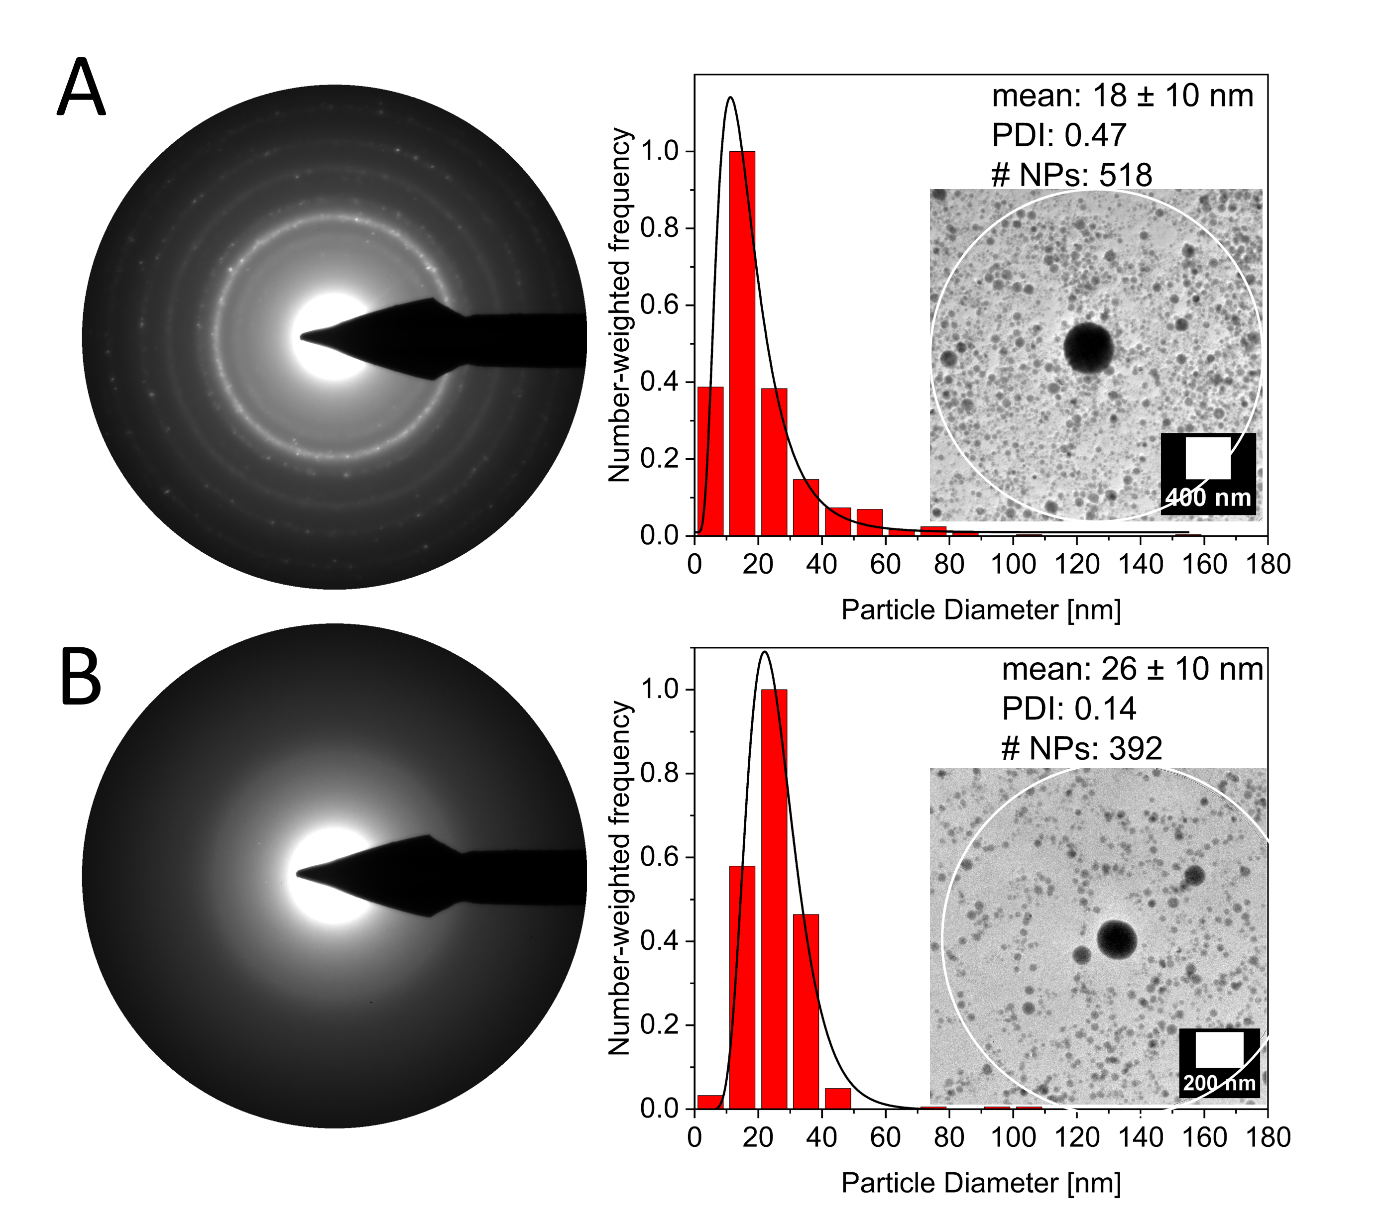 A
mean: 18 ± 10 nm
PDI: 0.47
# NPs: 518
Number-weighted frequency
1.0
0.8
0.6
0.4
0.2
0.0
400 nm
0 20 40 60 80 100 120 140 160 180
Particle Diameter [nm]
B
mean: 26 ± 10 nm
PDI: 0.14
# NPs: 392
Number-weighted frequency
1.0
0.8
0.6
0.4
0.2
0.0
200 nm
0 20 40 60 80 100 120 140 160 180
Particle Diameter [nm]